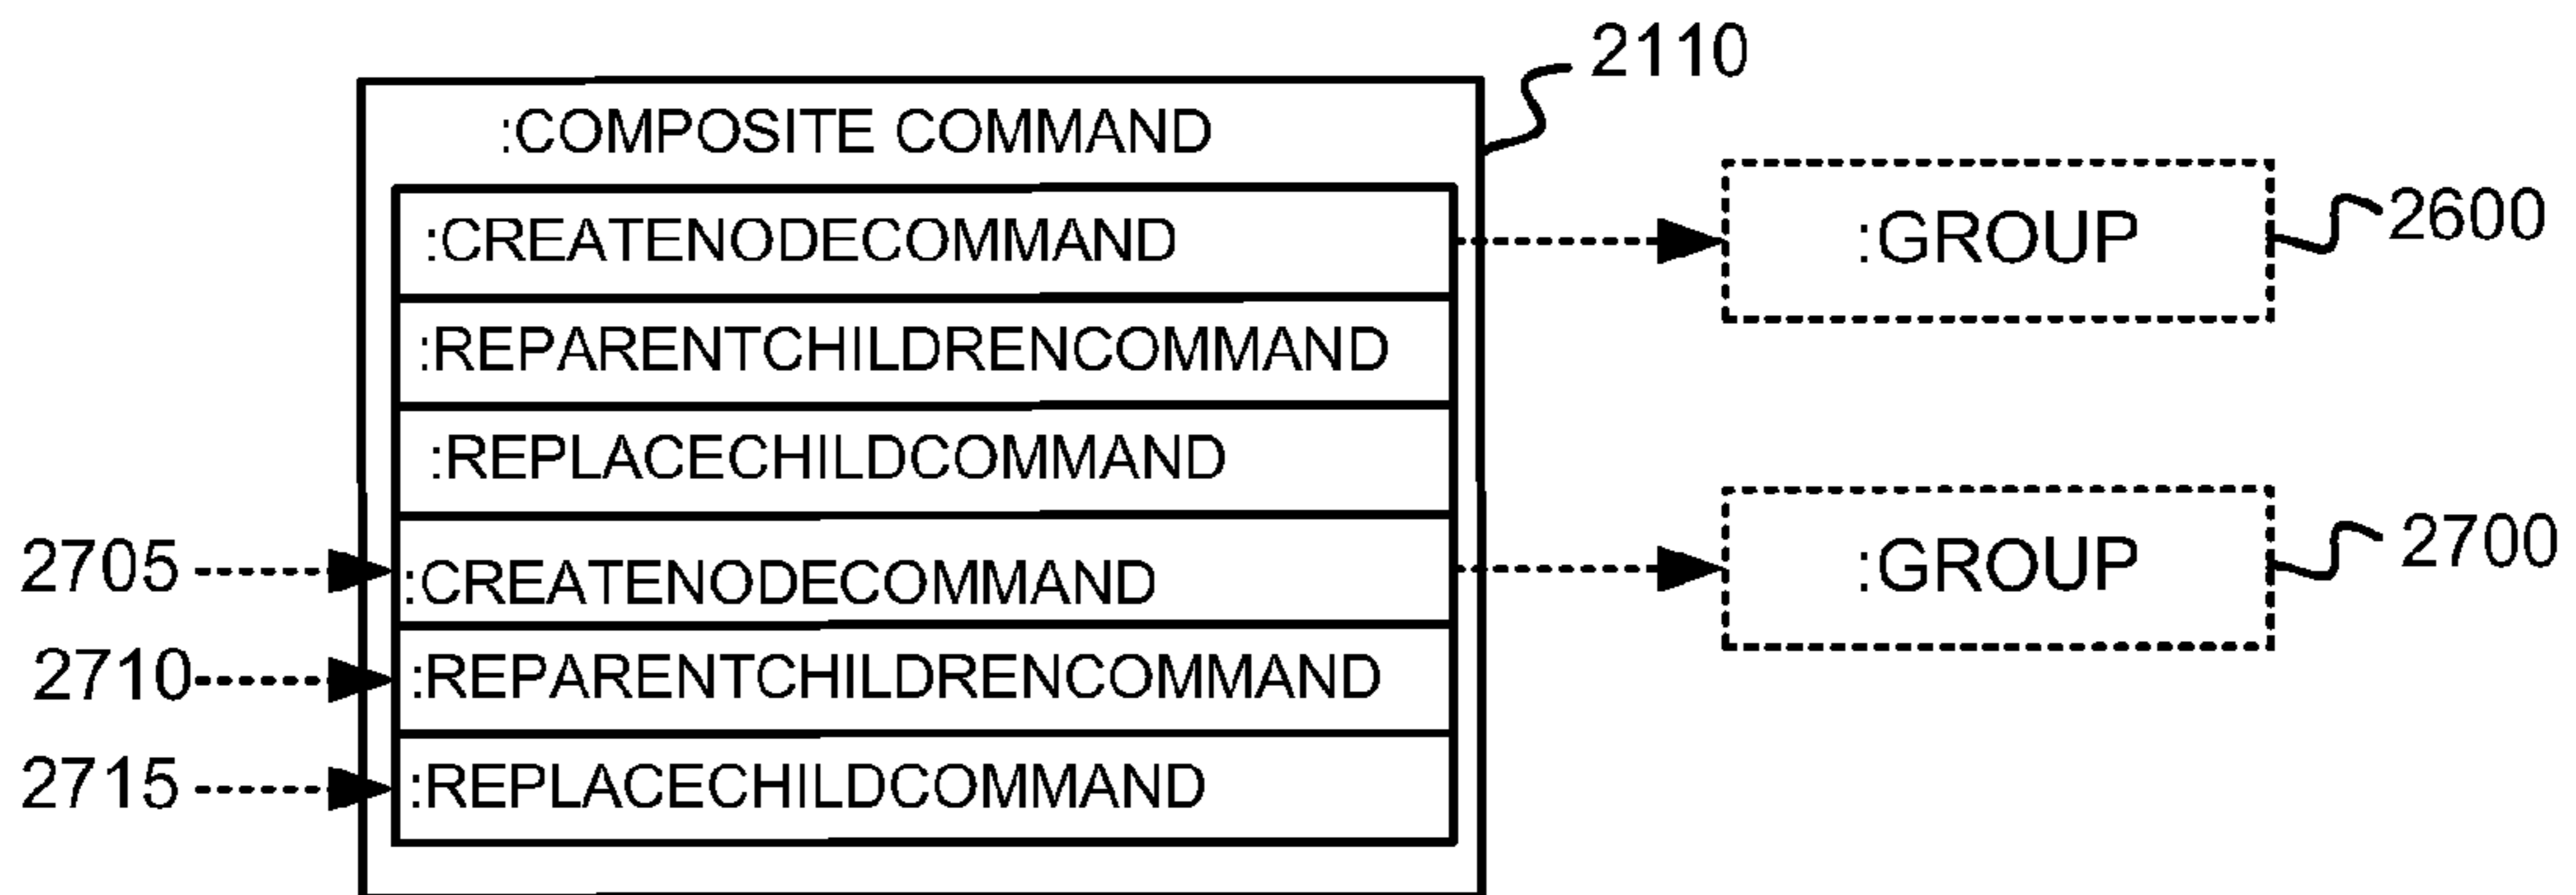 2110
:COMPOSITE COMMAND
:CREATENODECOMMAND
:GROUP
2600
:REPARENTCHILDRENCOMMAND
:REPLACECHILDCOMMAND
2705
:CREATENODECOMMAND
:GROUP
2700
2710
:REPARENTCHILDRENCOMMAND
2715
:REPLACECHILDCOMMAND